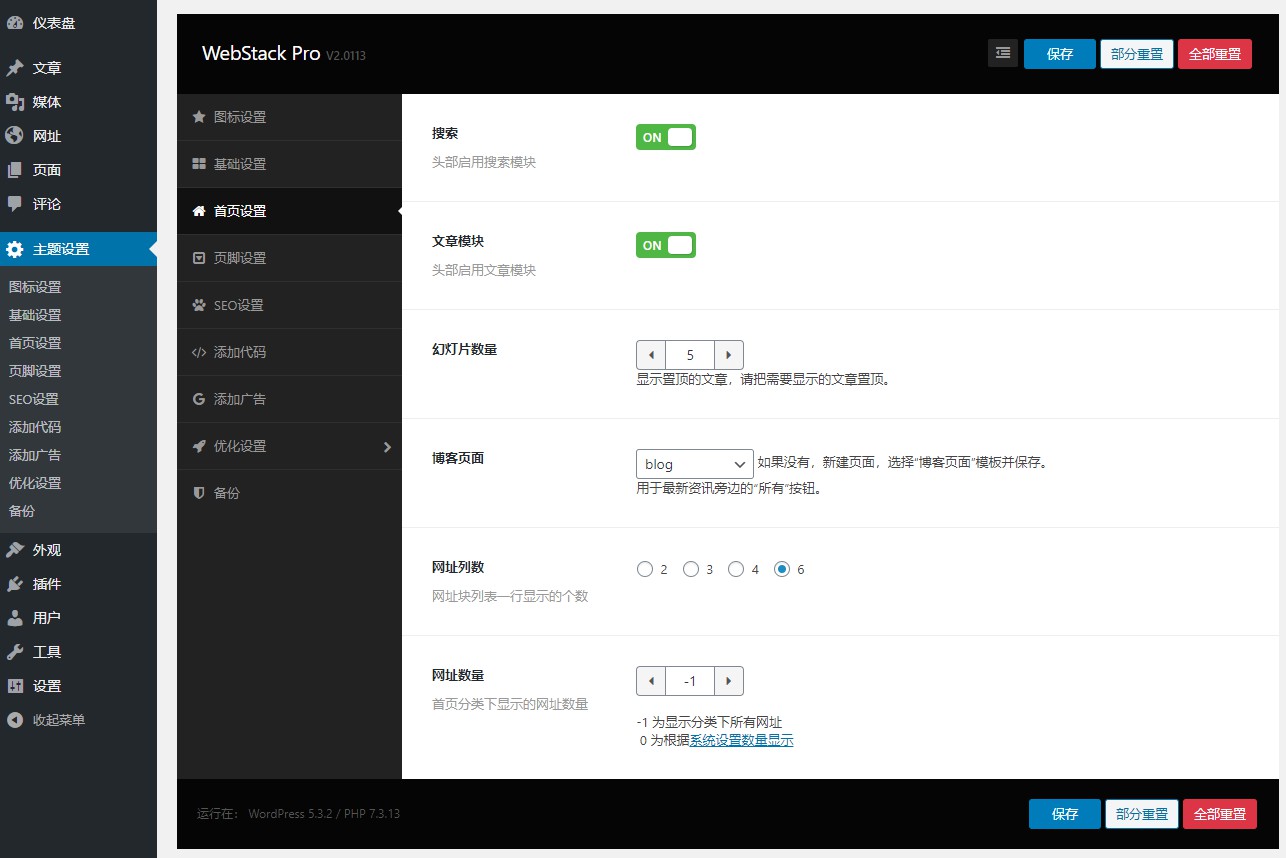 仪表盘
文章
媒体
网址
页面
评论
主题设置
图标设置
基础设置
首页设置
页脚设置
SEO设置
添加代码
添加广告
优化设置
备份
外观
插件
用户
工具
设置
收起菜单
WebStack Pro V2.0113
保存 部分重置 全部重置
图标设置
基础设置
首页设置
页脚设置
SEO设置
添加代码
添加广告
优化设置
备份
搜索
ON
头部启用搜索模块
文章模块
ON
头部启用文章模块
幻灯片数量
5
显示置顶的文章，请把需要显示的文章置顶。
博客页面
blog 如果没有，新建页面，选择“博客页面”模板并保存。
用于最新资讯旁边的“所有”按钮。
网址列数
2 3 4 6
网址块列表一行显示的个数
网址数量
-1
首页分类下显示的网址数量
-1 为显示分类下所有网址
0 为根据系统设置数量显示
运行在： WordPress 5.3.2 / PHP 7.3.13
保存 部分重置 全部重置